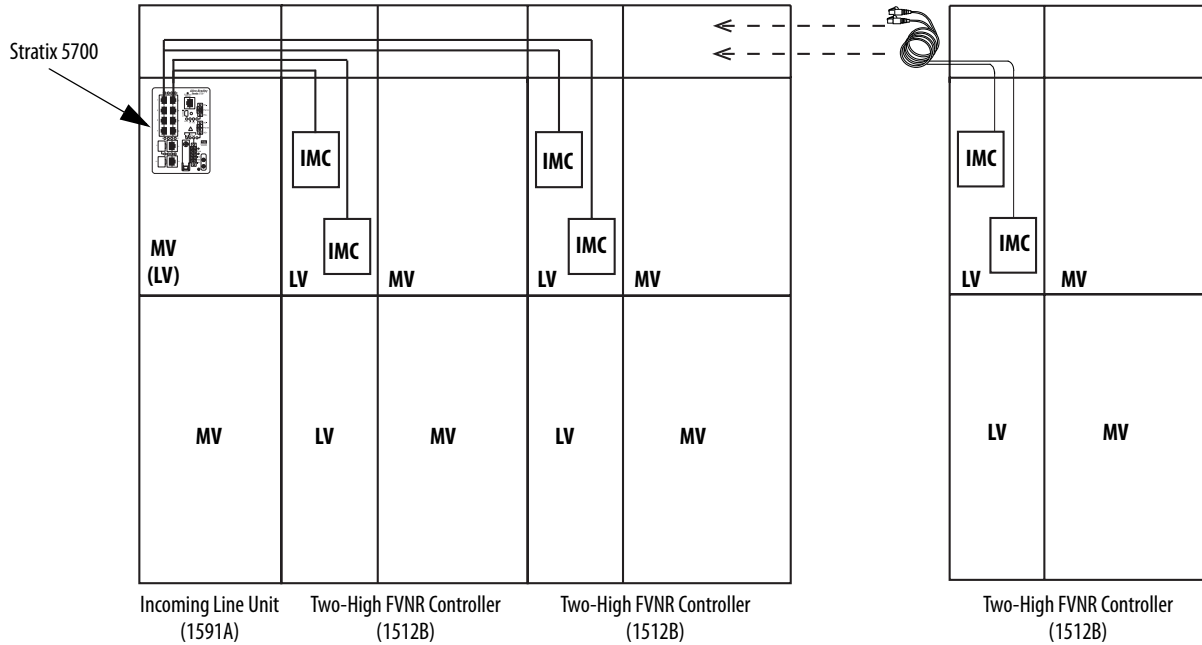 Stratix 5700
IMC
IMC
IMC
IMC
IMC
IMC
MV
(LV)
LV
MV
LV
MV
LV
MV
MV
LV
MV
LV
MV
LV
MV
Incoming Line Unit
(1591A)
Two-High FVNR Controller
(1512B)
Two-High FVNR Controller
(1512B)
Two-High FVNR Controller
(1512B)